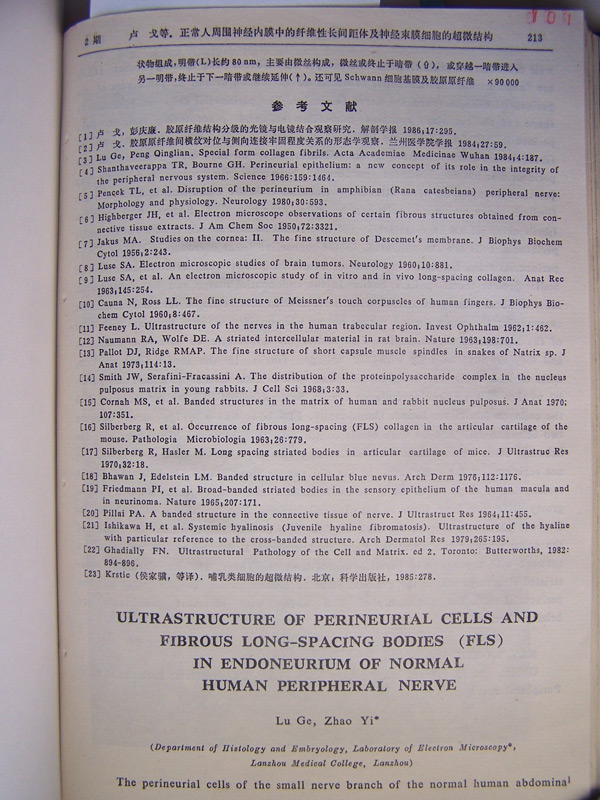 109
2 期 卢 戈等. 正常人周围神经内膜中的纤维性长间距体及神经束膜细胞的超微结构 213
状物组成,明带(L)长约 80 nm, 主要由微丝构成, 微丝或终止于暗带 (⇧), 或穿越一暗带进入
另一明带,终止于下一暗带或继续延伸(↑)。还可见 Schwann 细胞基膜及胶原原纤维 ×90000
参 考 文 献
[1] 卢 戈, 彭庆廉. 胶原纤维结构分级的光镜与电镜结合观察研究. 解剖学报 1986;17:295.
[2] 卢 戈. 胶原原纤维间横纹对位与侧向连接牢固程度关系的形态学观察. 兰州医学院学报 1984;27:59.
[3] Lu Ge, Peng Qinglian. Special form collagen fibrils. Acta Academiae Medicinae Wuhan 1984;4:187.
[4] Shanthaveerappa TR, Bourne GH. Perineurial epithelium: a new concept of its role in the integrity of
the peripheral nervous system. Science 1966:159:1464.
[5] Pencek TL, et al. Disruption of the perineurium in amphibian (Rana catesbeiana) peripheral nerve:
Morphology and physiology. Neurology 1980;30:593.
[6] Highberger JH, et al. Electron microscope observations of certain fibrous structures obtained from con-
nective tissue extracts. J Am Chem Soc 1950;72:3321.
[7] Jakus MA. Studies on the cornea: II. The fine structure of Descemet's membrane. J Biophys Biochem
Cytol 1956;2:243.
[8] Luse SA. Electron microscopic studies of brain tumors. Neurology 1960;10:881.
[9] Luse SA, et al. An electron microscopic study of in vitro and in vivo long-spacing collagen. Anat Rec
1963;145:254.
[10] Cauna N, Ross LL. The fine structure of Meissner's touch corpuscles of human fingers. J Biophys Bio-
chem Cytol 1960;8:467.
[11] Feeney L. Ultrastructure of the nerves in the human trabecular region. Invest Ophthalm 1962;1:462.
[12] Naumann RA, Wolfe DE. A striated intercellular material in rat brain. Nature 1963;198:701.
[13] Pallot DJ, Ridge RMAP. The fine structure of short capsule muscle spindles in snakes of Natrix sp. J
Anat 1973;114:13.
[14] Smith JW, Serafini-Fracassini A. The distribution of the proteinpolysaccharide complex in the nucleus
pulposus matrix in young rabbits. J Cell Sci 1968;3:33.
[15] Cornah MS, et al. Banded structures in the matrix of human and rabbit nucleus pulposus. J Anat 1970;
107:351.
[16] Silberberg R, et al. Occurrence of fibrous long-spacing (FLS) collagen in the articular cartilage of the
mouse. Pathologia Microbiologia 1963;26:779.
[17] Silberberg R, Hasler M. Long spacing striated bodies in articular cartilage of mice. J Ultrastruc Res
1970;32:18.
[18] Bhawan J, Edelstein LM. Banded structure in cellular blue nevus. Arch Derm 1976;112:1176.
[19] Friedmann PI, et al. Broad-banded striated bodies in the sensory epithelium of the human macula and
in neurinoma. Nature 1965;207:171.
[20] Pillai PA. A banded structure in the connective tissue of nerve. J Ultrastruct Res 1964;11:455.
[21] Ishikawa H, et al. Systemic hyalinosis (Juvenile hyaline fibromatosis). Ultrastructure of the hyaline
with particular reference to the cross-banded structure. Arch Dermatol Res 1979;265:195.
[22] Ghadially FN. Ultrastructural Pathology of the Cell and Matrix. ed 2. Toronto: Butterworths, 1982:
894-896.
[23] Krstic (侯家骥, 等译). 哺乳类细胞的超微结构. 北京: 科学出版社, 1985:278.
ULTRASTRUCTURE OF PERINEURIAL CELLS AND
FIBROUS LONG-SPACING BODIES (FLS)
IN ENDONEURIUM OF NORMAL
HUMAN PERIPHERAL NERVE
Lu Ge, Zhao Yi*
(Department of Histology and Embryology, Laboratory of Electron Microscopy*,
Lanzhou Medical College, Lanzhou)
The perineurial cells of the small nerve branch of the normal human abdominal